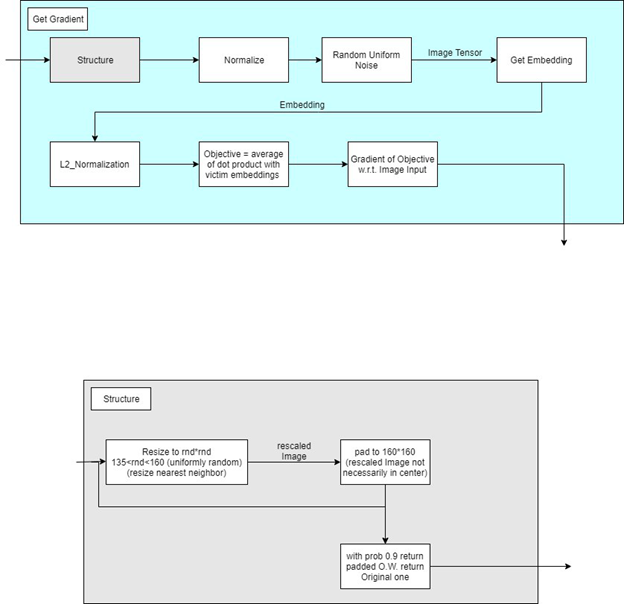 Get Gradient
Structure
Normalize
Random Uniform
Noise
Image Tensor
Get Embedding
Embedding
L2_Normalization
Objective = average
of dot product with
victim embeddings
Gradient of Objective
w.r.t. Image Input
Structure
Resize to rnd*rnd
135<rnd<160 (uniformly random)
(resize nearest neighbor)
rescaled
Image
pad to 160*160
(rescaled Image not
necessarily in center)
with prob 0.9 return
padded O.W. return
Original one